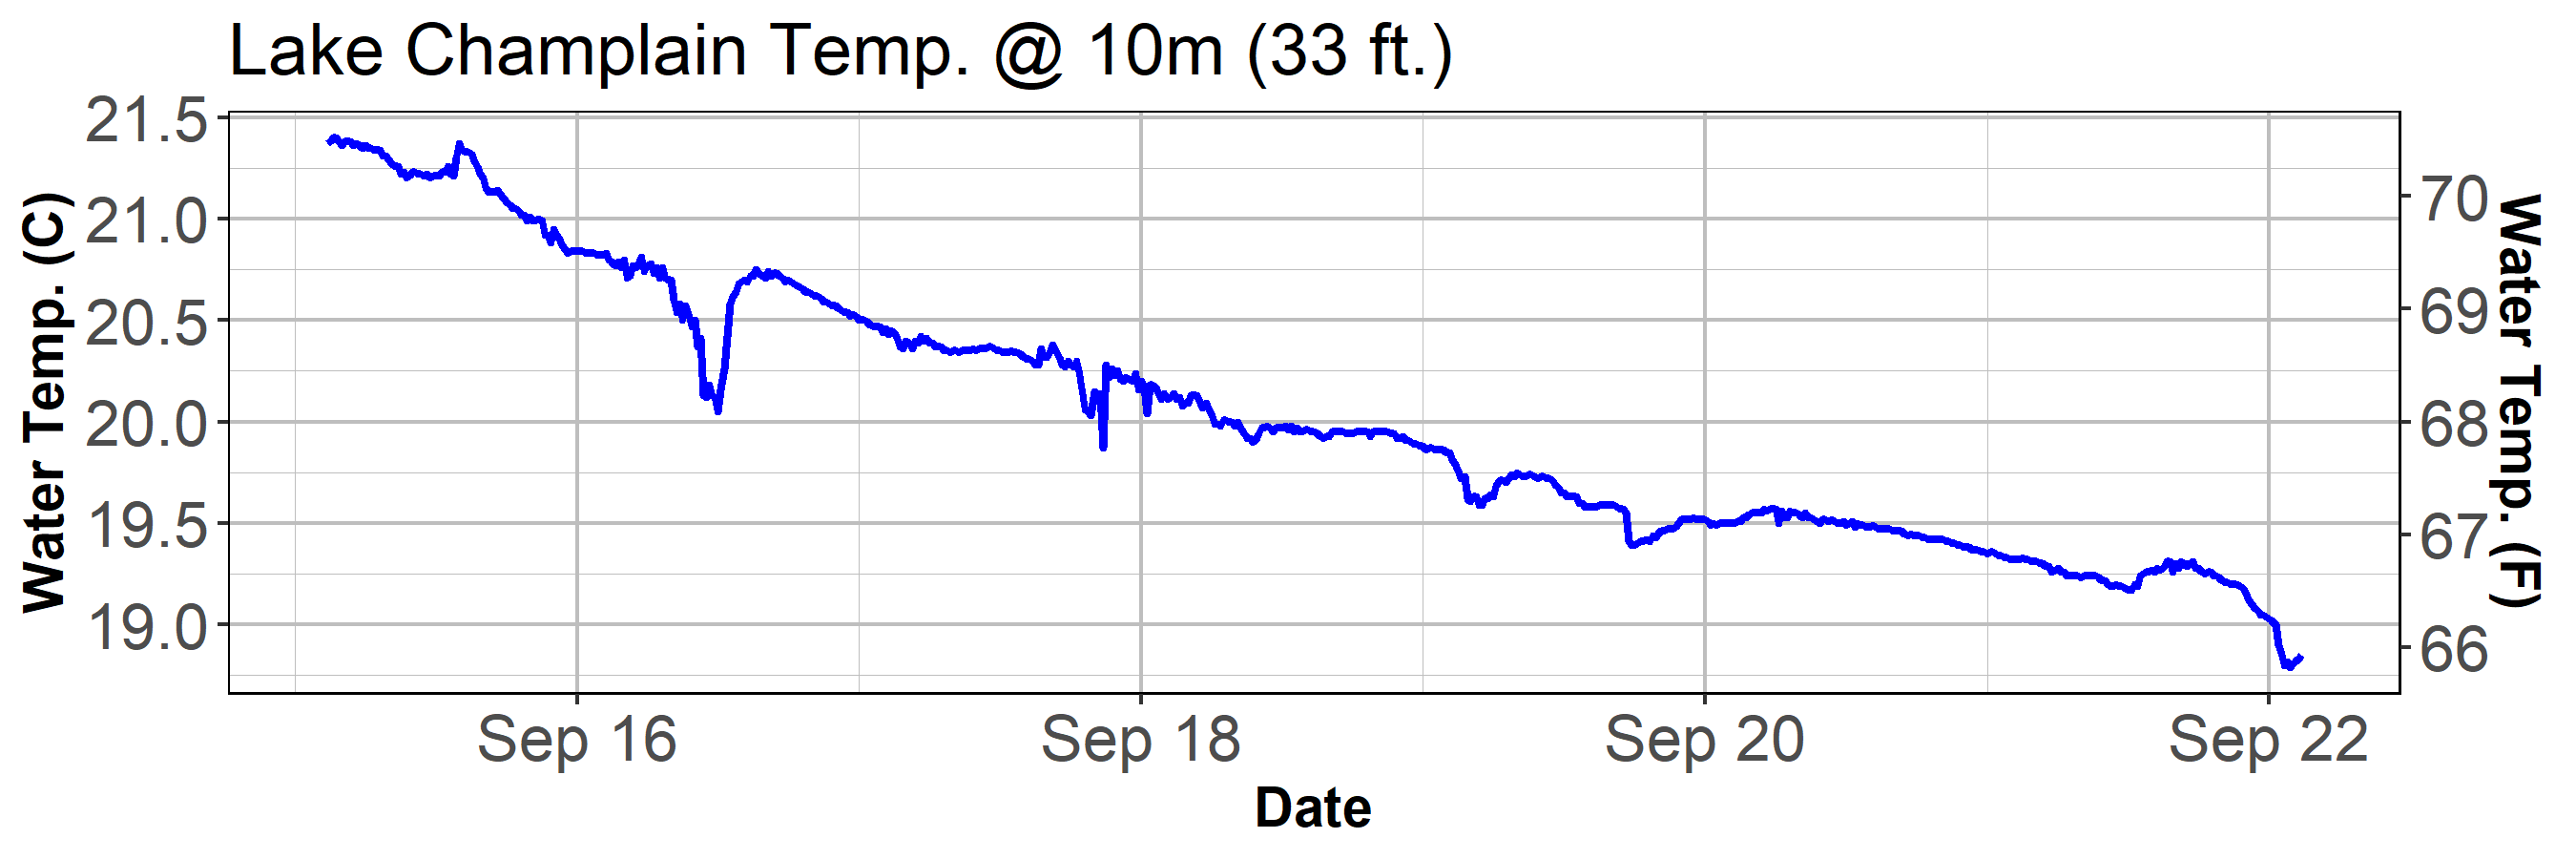 Lake Champlain Temp. @ 10m (33 ft.)
Water Temp. (C)
21.5
21.0
20.5
20.0
19.5
19.0
70
69
68
67
66
Water Temp. (F)
Sep 16
Sep 18
Sep 20
Sep 22
Date